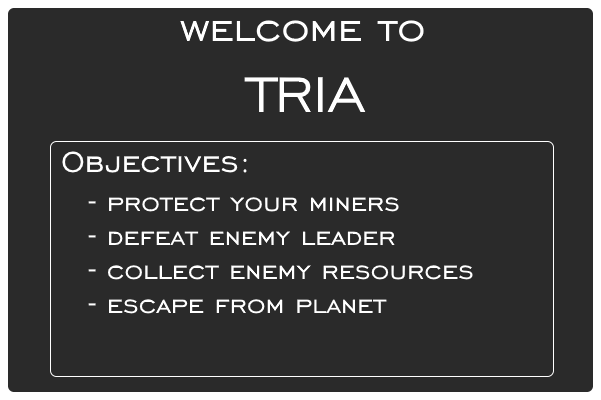 WELCOME TO
TRIA
OBJECTIVES:
- PROTECT YOUR MINERS
- DEFEAT ENEMY LEADER
- COLLECT ENEMY RESOURCES
- ESCAPE FROM PLANET